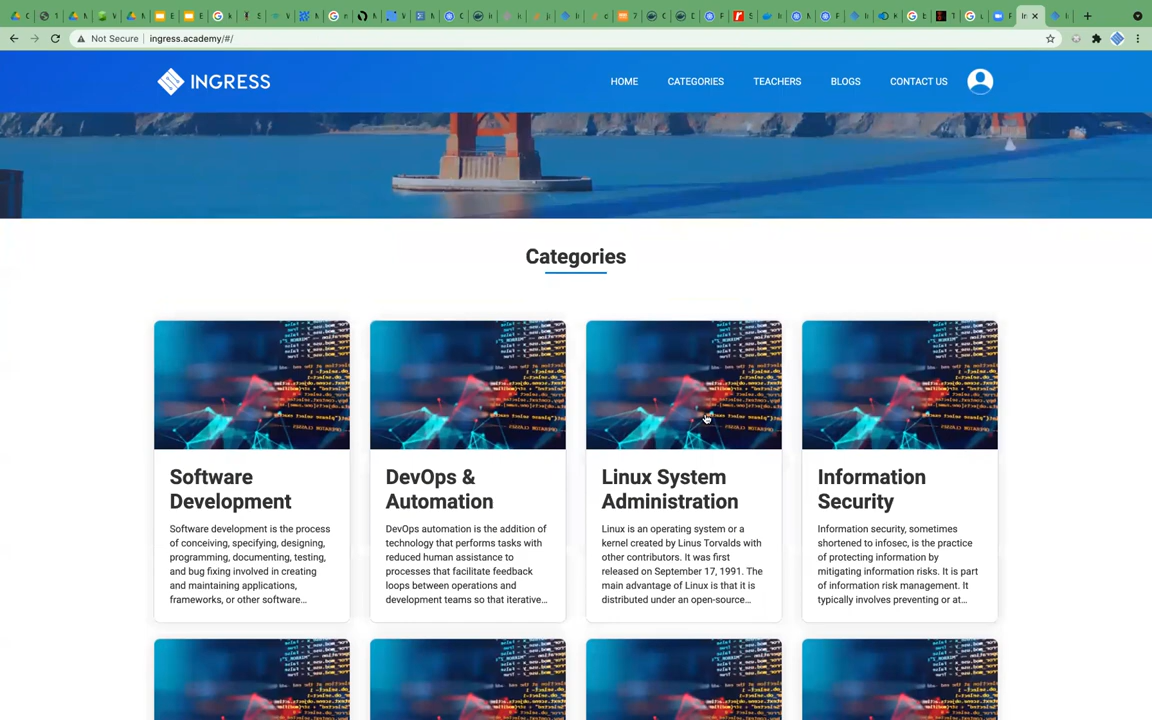 Not Secure ingress.academy/#/
INGRESS
HOME CATEGORIES TEACHERS BLOGS CONTACT US
Categories
Software
Development
Software development is the process
of conceiving, specifying, designing,
programming, documenting, testing,
and bug fixing involved in creating
and maintaining applications,
frameworks, or other software...
DevOps &
Automation
DevOps automation is the addition of
technology that performs tasks with
reduced human assistance to
processes that facilitate feedback
loops between operations and
development teams so that iterative...
Linux System
Administration
Linux is an operating system or a
kernel created by Linus Torvalds with
other contributors. It was first
released on September 17, 1991. The
main advantage of Linux is that it is
distributed under an open-source...
Information
Security
Information security, sometimes
shortened to infosec, is the practice
of protecting information by
mitigating information risks. It is part
of information risk management. It
typically involves preventing or at...